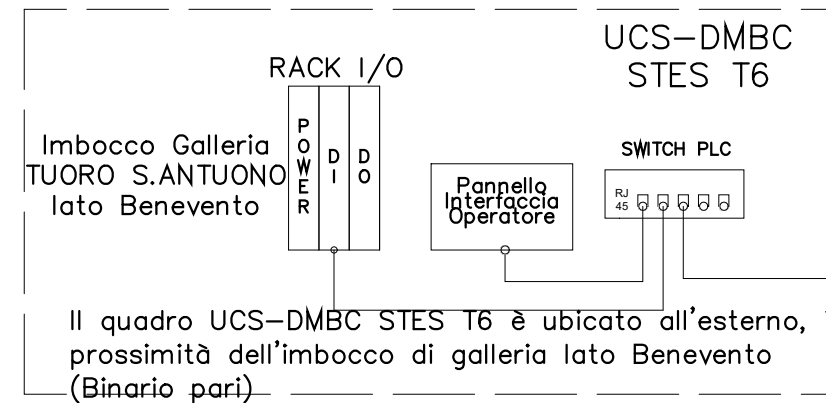 UCS-DMBC
STES T6
RACK I/O
POWER
DI
DO
Imbocco Galleria
TUORO S.ANTUONO
lato Benevento
Pannello
Interfaccia
Operatore
SWITCH PLC
RJ
45
Il quadro UCS-DMBC STES T6 è ubicato all'esterno,
prossimità dell'imbocco di galleria lato Benevento
(Binario pari)